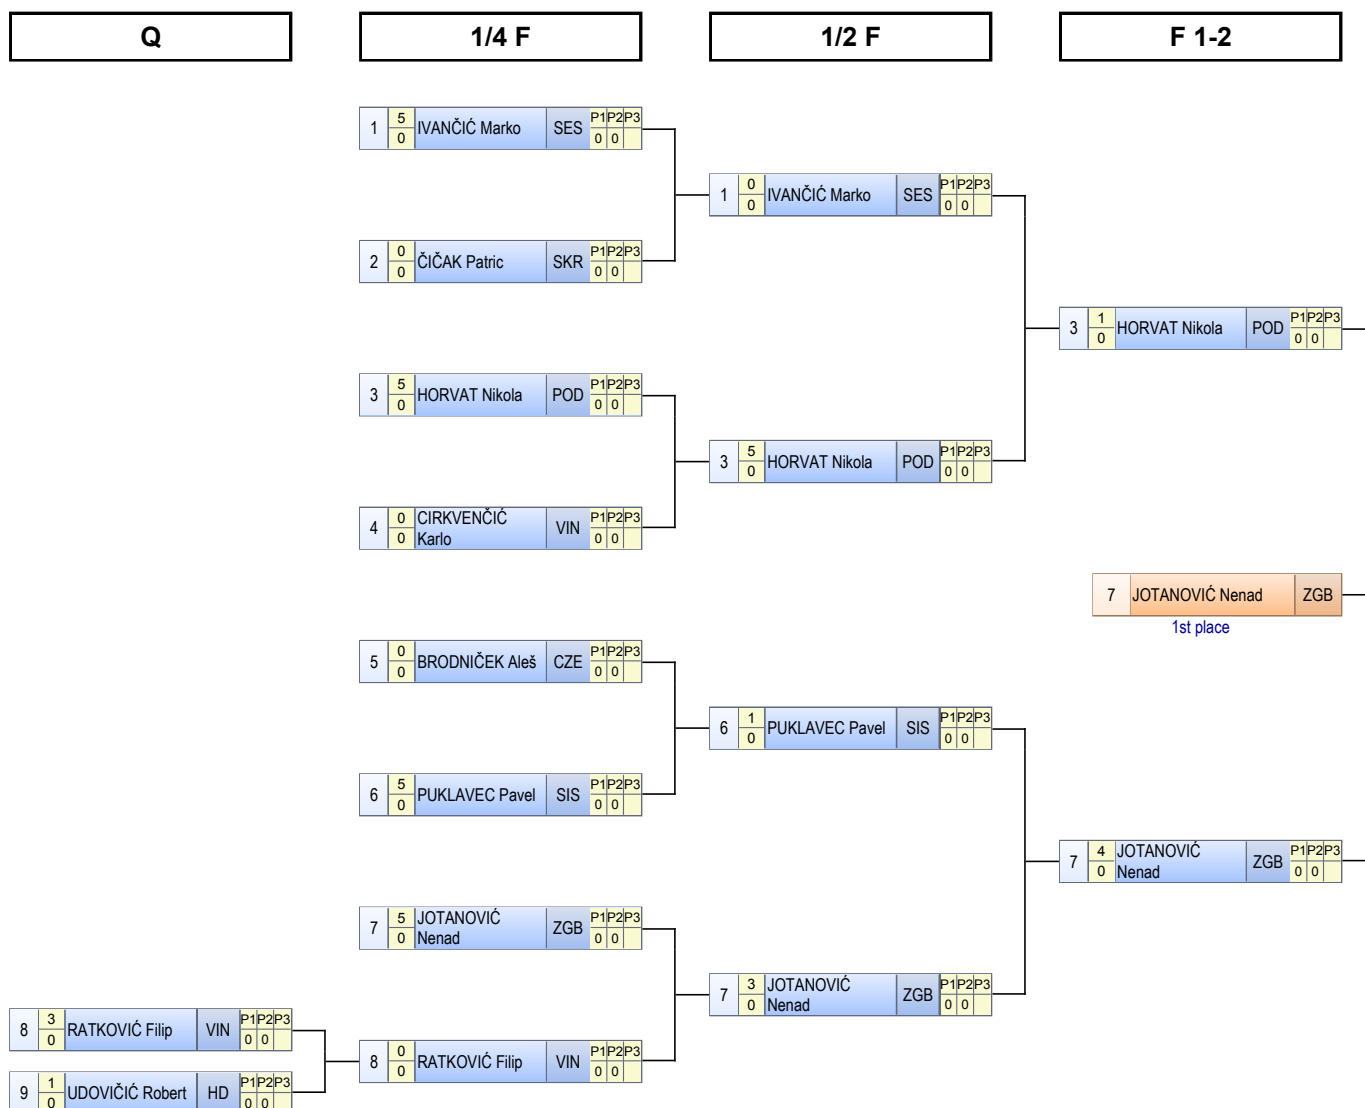 Q 1/4 F 1/2 F F 1-2
1 5 0 IVANČIĆ Marko SES P1 P2 P3 0 0
1 0 0 IVANČIĆ Marko SES P1 P2 P3 0 0
2 0 0 ČIČAK Patric SKR P1 P2 P3 0 0
3 1 0 HORVAT Nikola POD P1 P2 P3 0 0
3 5 0 HORVAT Nikola POD P1 P2 P3 0 0
3 5 0 HORVAT Nikola POD P1 P2 P3 0 0
4 0 0 CIRKVENČIĆ
Karlo VIN P1 P2 P3 0 0
7 JOTANOVIĆ Nenad ZGB
1st place
5 0 0 BRODNIČEK Aleš CZE P1 P2 P3 0 0
6 1 0 PUKLAVEC Pavel SIS P1 P2 P3 0 0
6 5 0 PUKLAVEC Pavel SIS P1 P2 P3 0 0
7 4 0 JOTANOVIĆ
Nenad ZGB P1 P2 P3 0 0
7 5 0 JOTANOVIĆ
Nenad ZGB P1 P2 P3 0 0
7 3 0 JOTANOVIĆ
Nenad ZGB P1 P2 P3 0 0
8 3 0 RATKOVIĆ Filip VIN P1 P2 P3 0 0
8 0 0 RATKOVIĆ Filip VIN P1 P2 P3 0 0
9 1 0 UDOVIČIĆ Robert HD P1 P2 P3 0 0